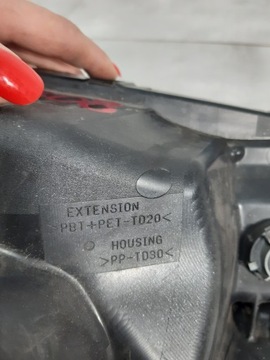 EXTENSION
PBT+PET-TD20<
HOUSING
>PP-TD30<